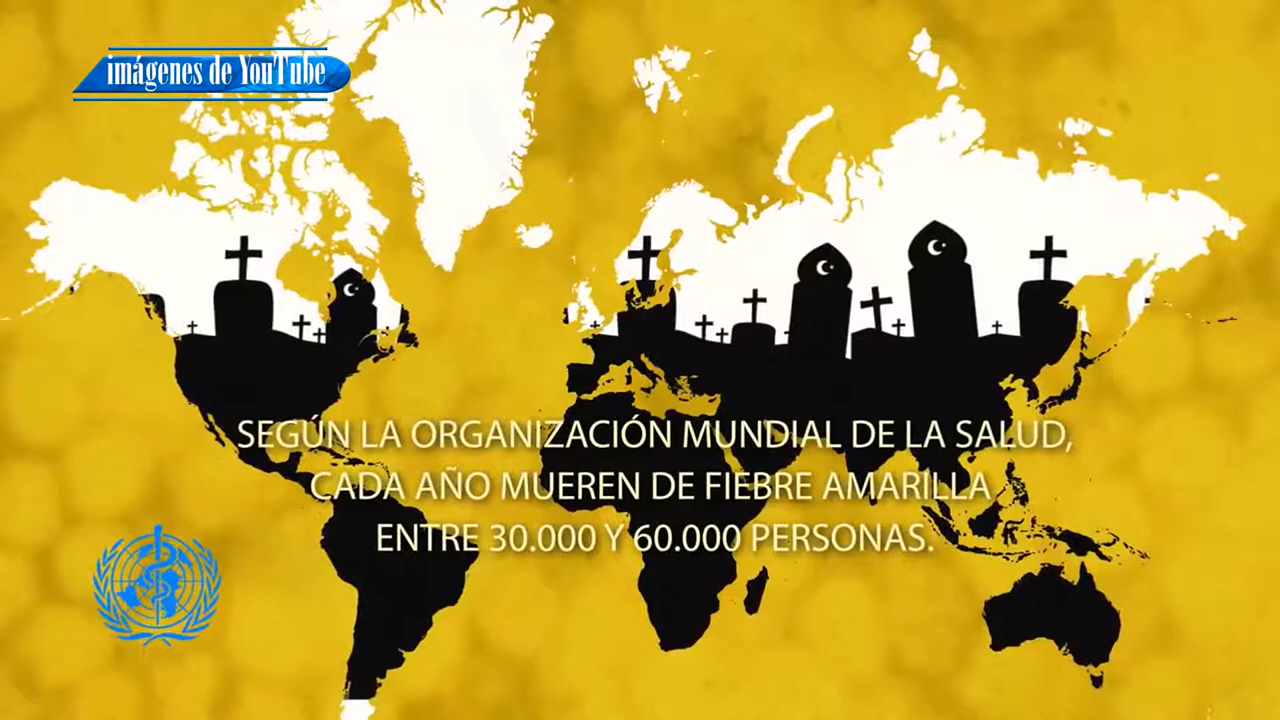 imágenes de YouTube
SEGÚN LA ORGANIZACIÓN MUNDIAL DE LA SALUD,
CADA AÑO MUEREN DE FIEBRE AMARILLA
ENTRE 30.000 Y 60.000 PERSONAS.